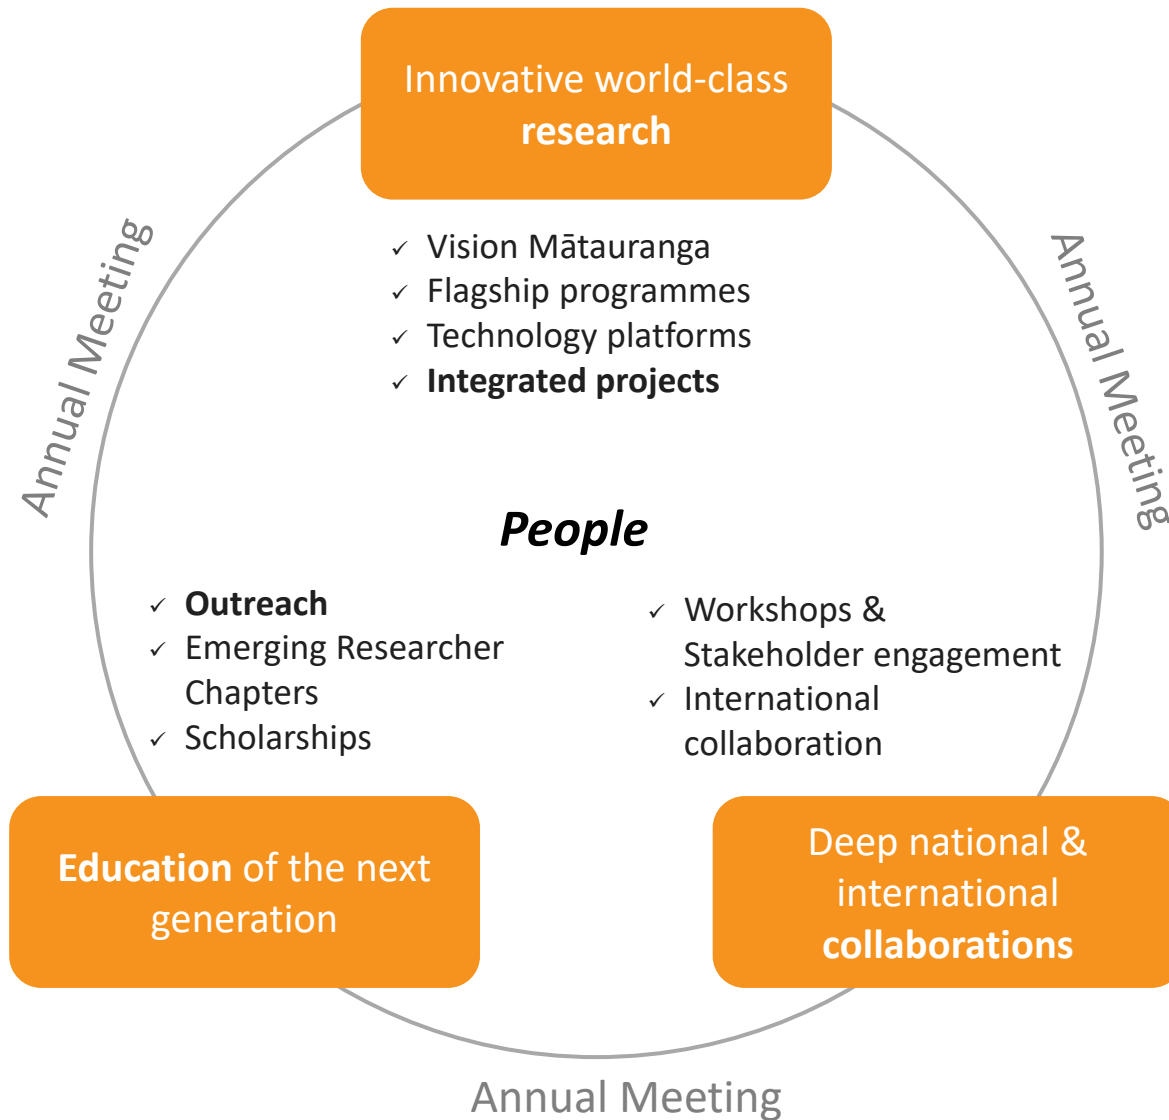 Innovative world-class
research
Annual Meeting
Annual Meeting
✓ Vision Mātauranga
✓ Flagship programmes
✓ Technology platforms
✓ Integrated projects
People
✓ Outreach
✓ Emerging Researcher
Chapters
✓ Scholarships
✓ Workshops &
Stakeholder engagement
✓ International
collaboration
Education of the next
generation
Deep national &
international
collaborations
Annual Meeting